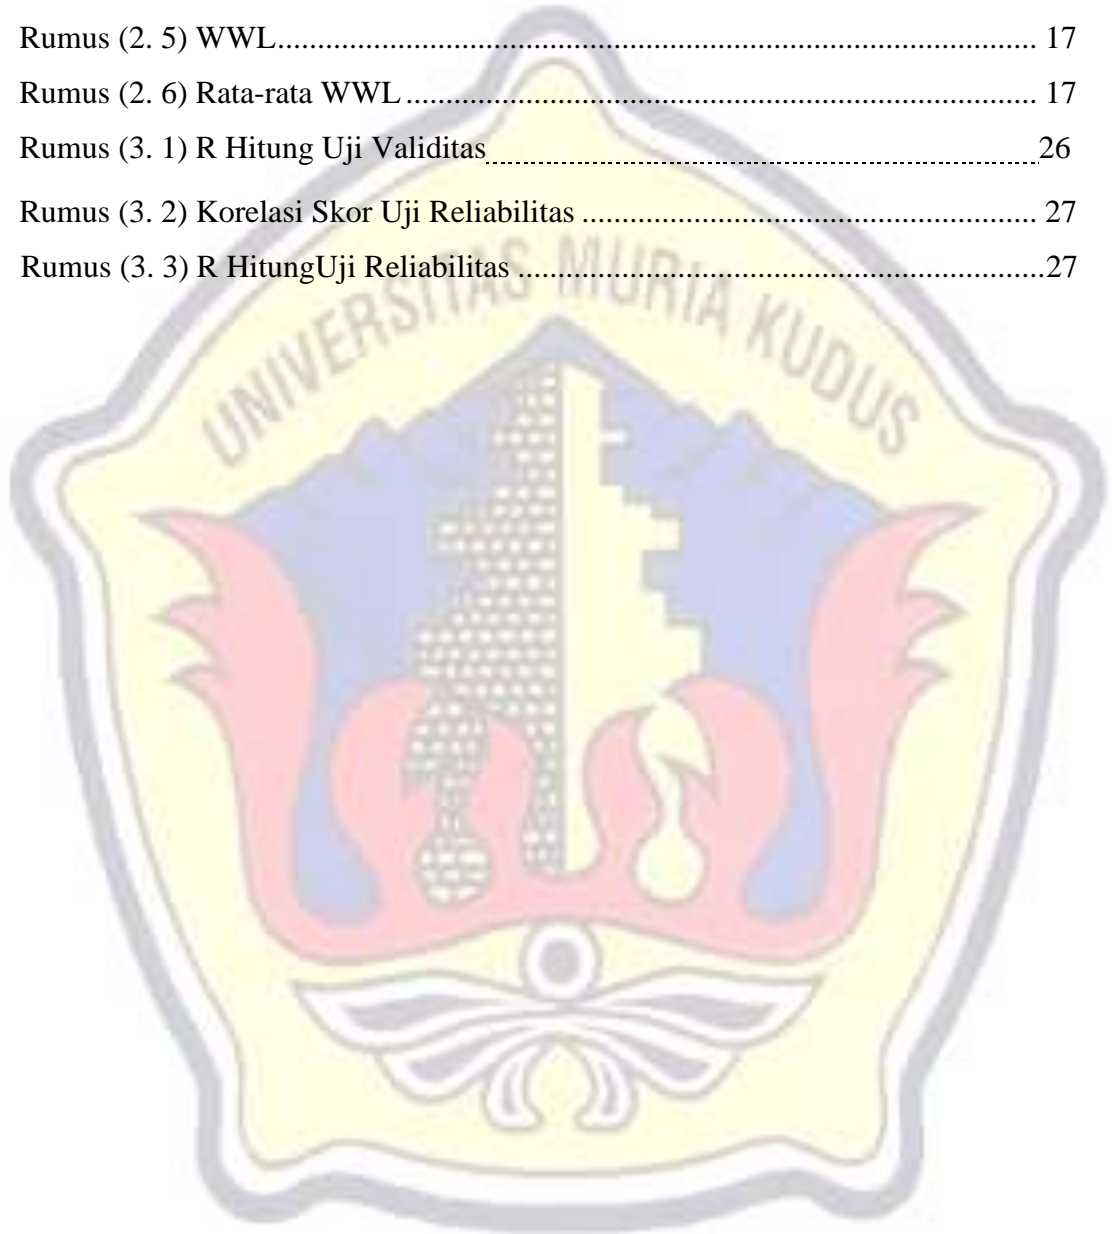 Rumus (2. 5) WWL.............................................................................................. 17
Rumus (2. 6) Rata-rata WWL.............................................................................. 17
Rumus (3. 1) R Hitung Uji Validitas......................................................................26
Rumus (3. 2) Korelasi Skor Uji Reliabilitas ........................................................ 27
Rumus (3. 3) R HitungUji Reliabilitas .................................................................27
UNIVERSITAS MURIA KUDUS